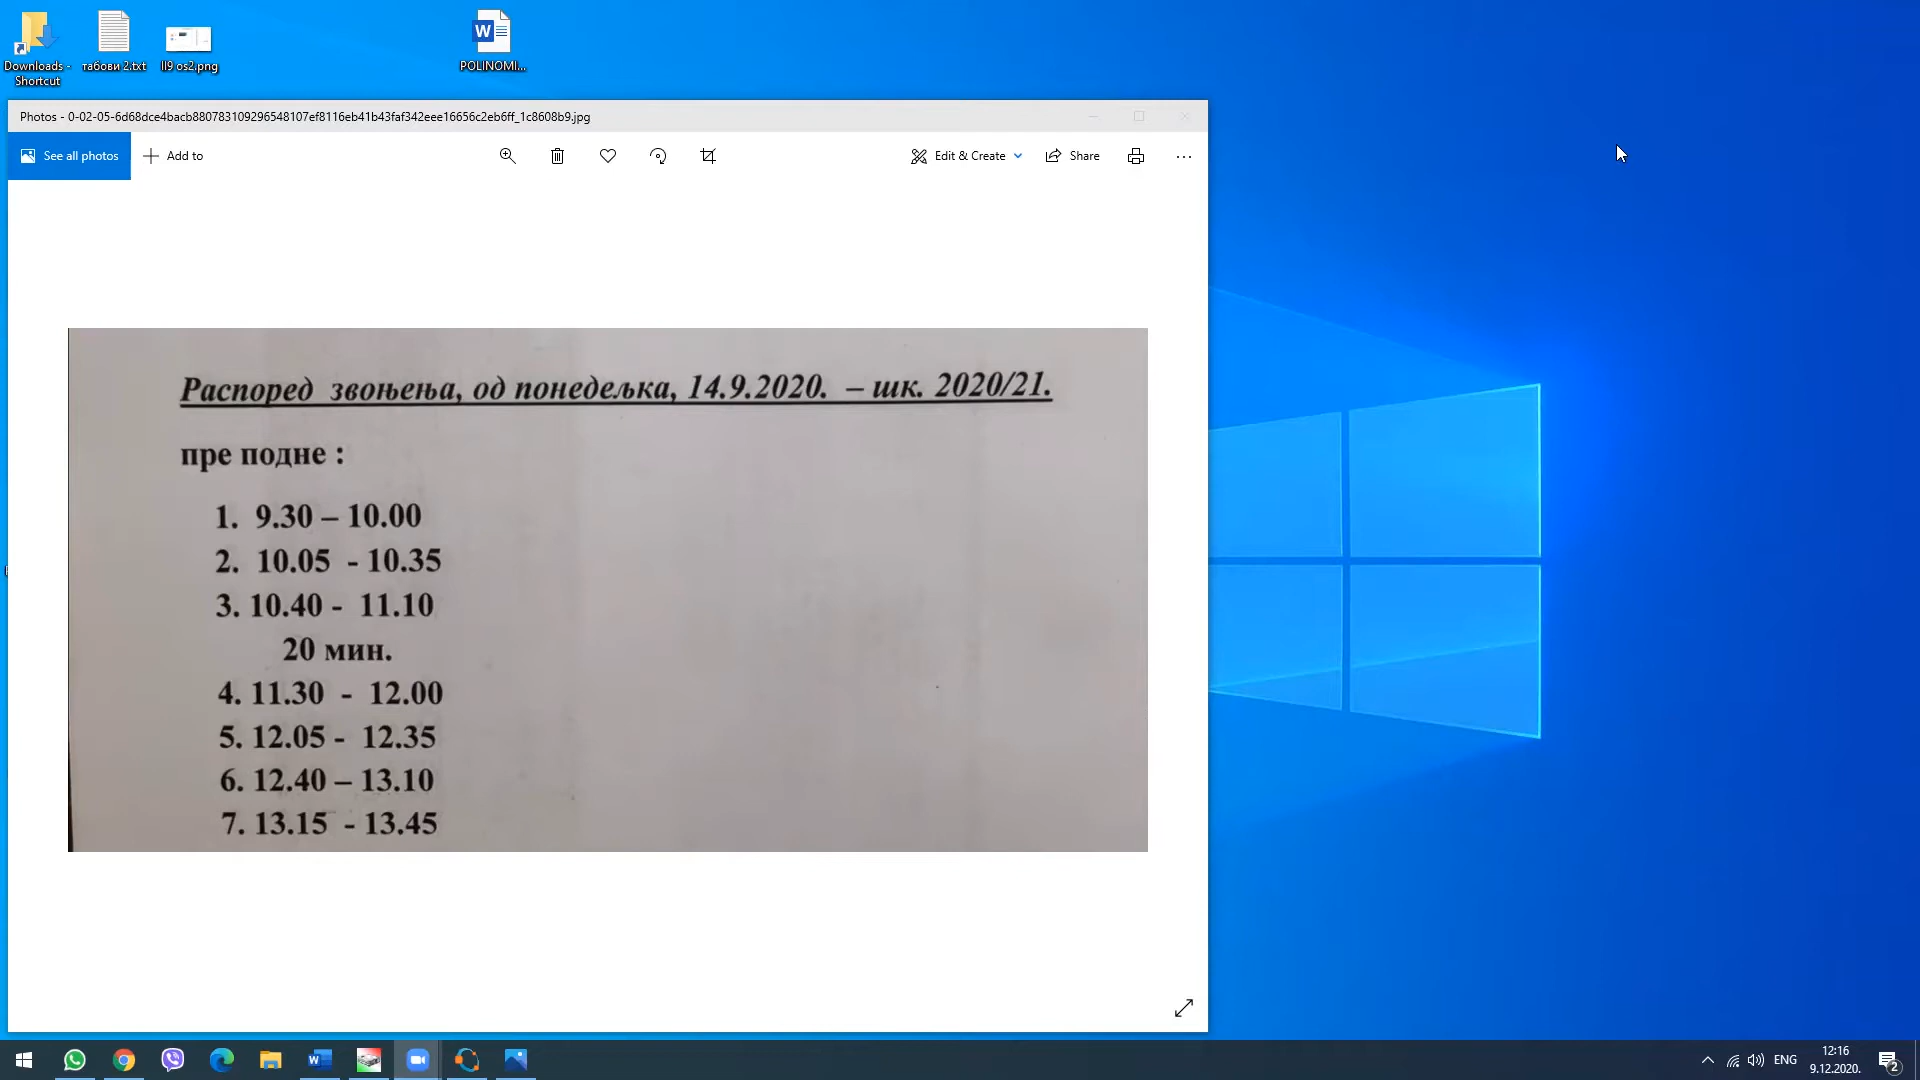 Downloads -
Shortcut
табови 2.txt
II9 os2.png
POLINOMI...
Photos - 0-02-05-6d68dce4bacb880783109296548107ef8116eb41b43faf342eee16656c2eb6ff_1c8608b9.jpg
See all photos
Add to
Edit & Create
Share
Распоред звоњења, од понедељка, 14.9.2020. – шк. 2020/21.
пре подне :
1. 9.30 – 10.00
2. 10.05 - 10.35
3. 10.40 - 11.10
20 мин.
4. 11.30 - 12.00
5. 12.05 - 12.35
6. 12.40 – 13.10
7. 13.15 - 13.45
ENG
12:16
9.12.2020.
2